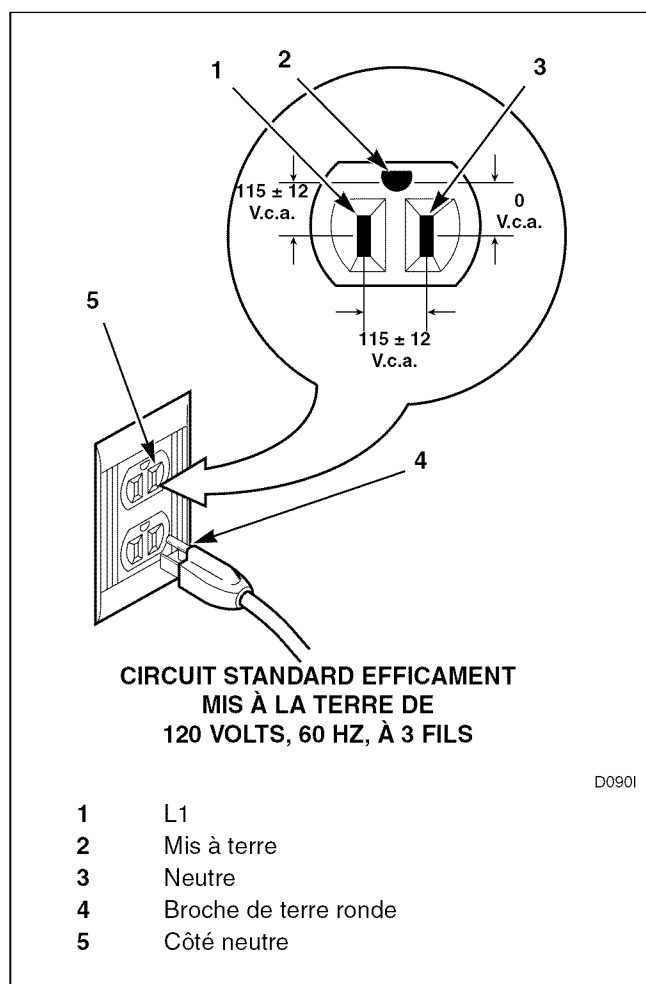 1
2
3
115 ± 12
V.c.a.
0
V.c.a.
115 ± 12
V.c.a.
5
4
CIRCUIT STANDARD EFFICAMENT
MIS À LA TERRE DE
120 VOLTS, 60 HZ, À 3 FILS
D090I
1 L1
2 Mis à terre
3 Neutre
4 Broche de terre ronde
5 Côté neutre